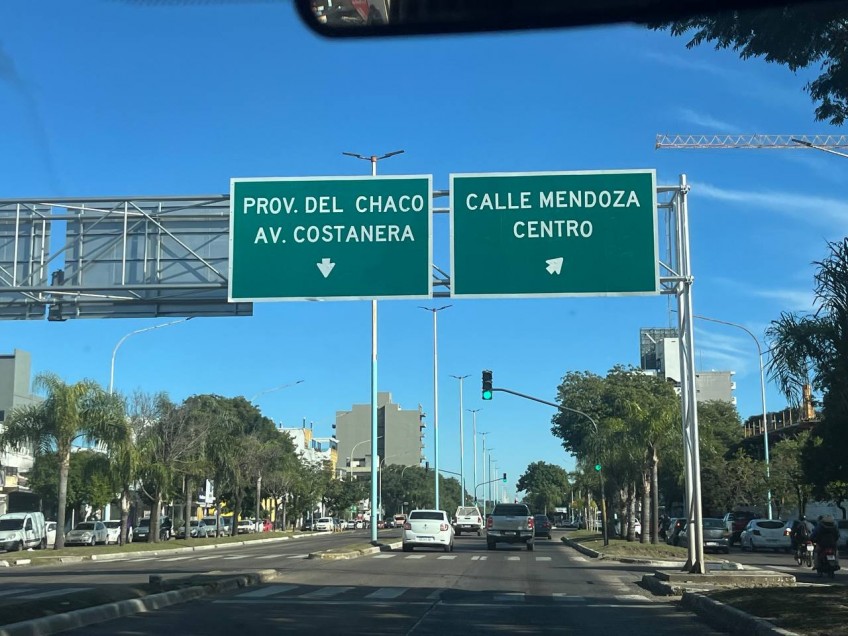 PROV. DEL CHACO
AV. COSTANERA
CALLE MENDOZA
CENTRO